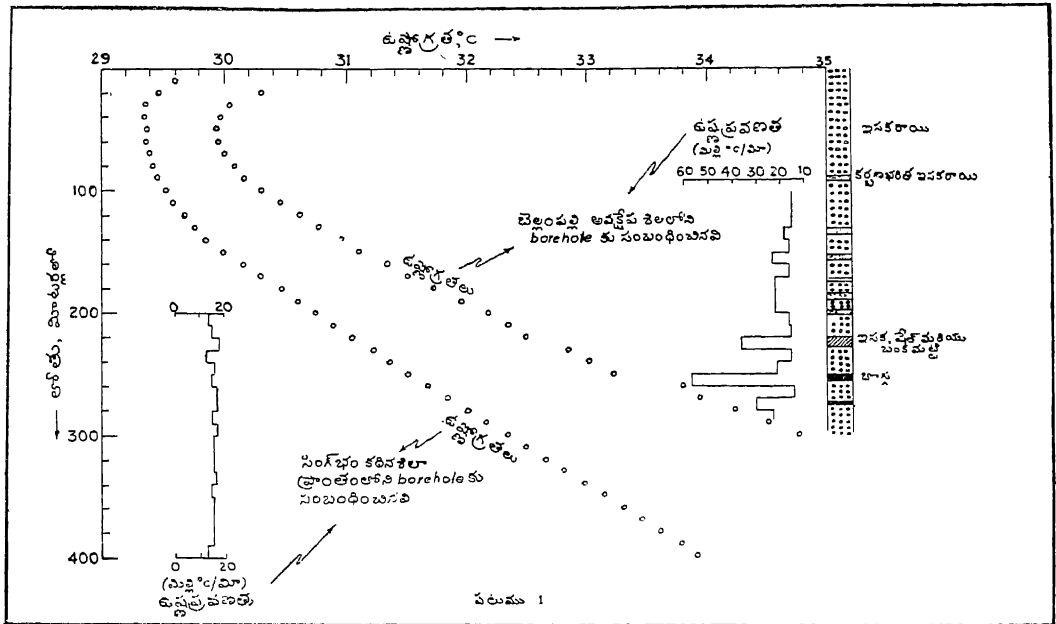 ఉష్ణోగ్రత,°C →
29 30 31 32 33 34 35
100
200
300
400
← లోతు, మీటర్లలో
ఉష్ణప్రవణత
(మిల్లి °C/మీ)
60 50 40 30 20 10
బెల్లంపల్లి అవక్షేప శిలలోని
borehole కు సంబంధించినవి
ఉష్ణోగ్రతలు
ఇసకరాయి
కర్బనభరిత ఇసకరాయి
ఇసక, షేల్ మరియు
బంకమట్టి
బొగ్గు
0 20
ఉష్ణోగ్రతలు
సింగ్‌భం కఠినశిలా
ప్రాంతంలోని borehole కు
సంబంధించినవి
0 20
(మిల్లి °C/మీ)
ఉష్ణప్రవణత
పటము 1